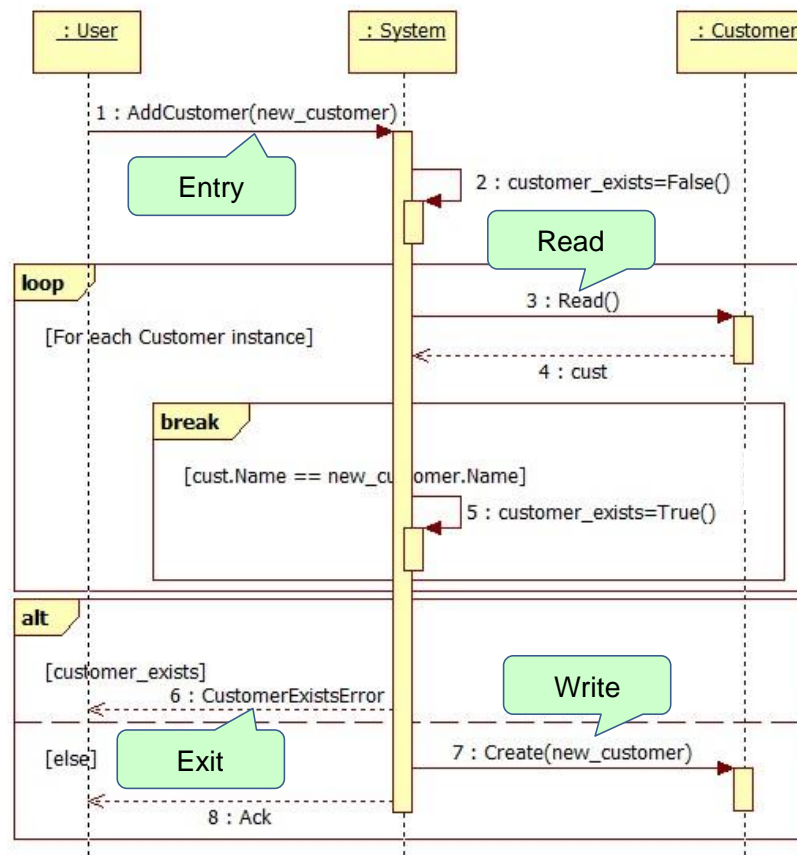 : User
: System
: Customer
1 : AddCustomer(new_customer)
Entry
2 : customer_exists=False()
Read
loop
3 : Read()
[For each Customer instance]
4 : cust
break
[cust.Name == new_customer.Name]
5 : customer_exists=True()
alt
[customer_exists]
6 : CustomerExistsError
Write
Exit
[else]
7 : Create(new_customer)
8 : Ack